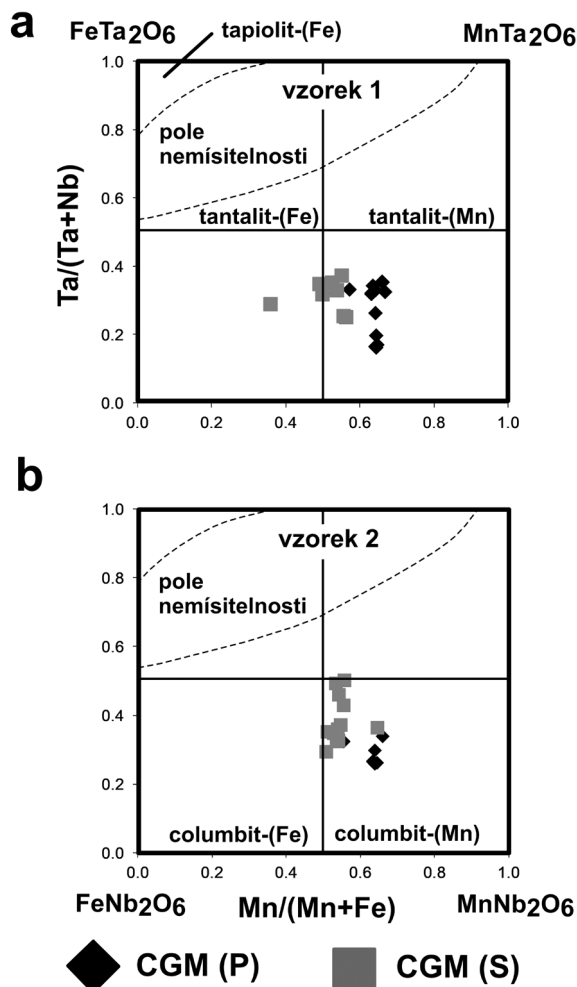 a
FeTa2O6
tapiolit-(Fe)
MnTa2O6
1.0
vzorek 1
0.8
pole
nemísitelnosti
0.6
tantalit-(Fe)
tantalit-(Mn)
Ta/(Ta+Nb)
0.4
0.2
0.0
0.0 0.2 0.4 0.6 0.8 1.0
b
1.0
vzorek 2
0.8
pole
nemísitelnosti
0.6
0.4
0.2
columbit-(Fe)
columbit-(Mn)
0.0
0.0 0.2 0.4 0.6 0.8 1.0
FeNb2O6
Mn/(Mn+Fe)
MnNb2O6
CGM (P)
CGM (S)